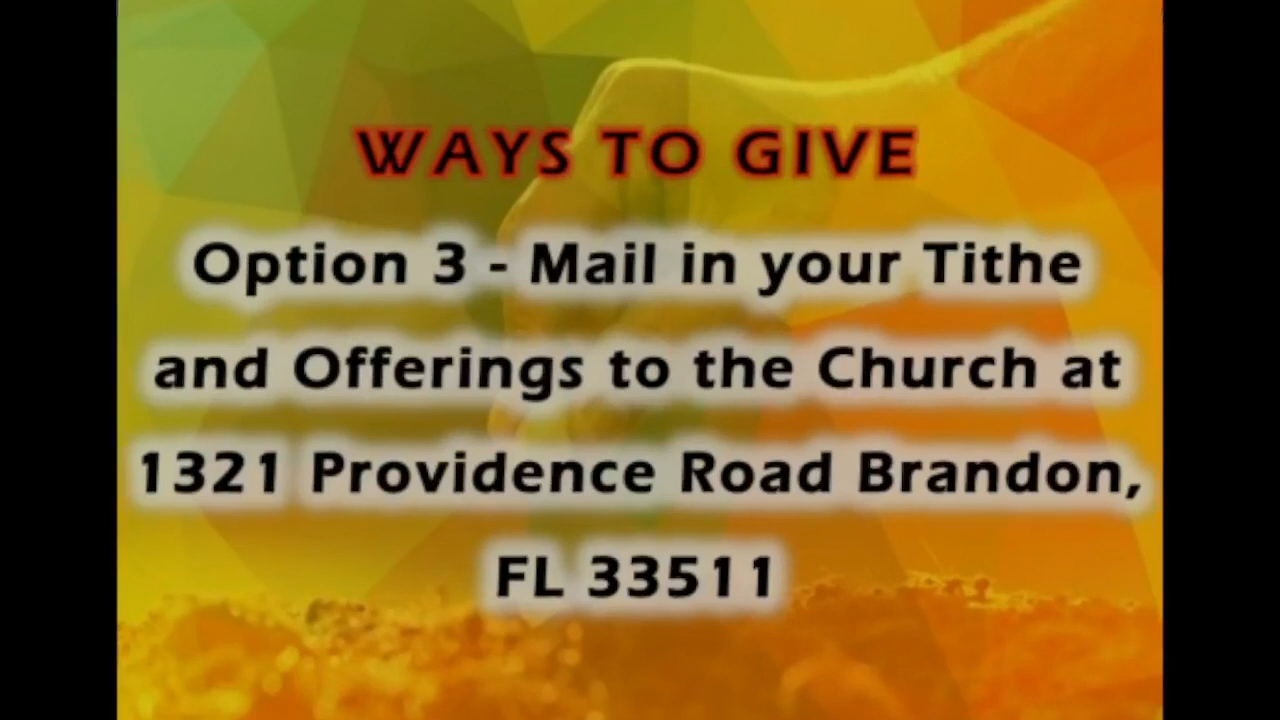 WAYS TO GIVE
Option 3 - Mail in your Tithe
and Offerings to the Church at
1321 Providence Road Brandon,
FL 33511